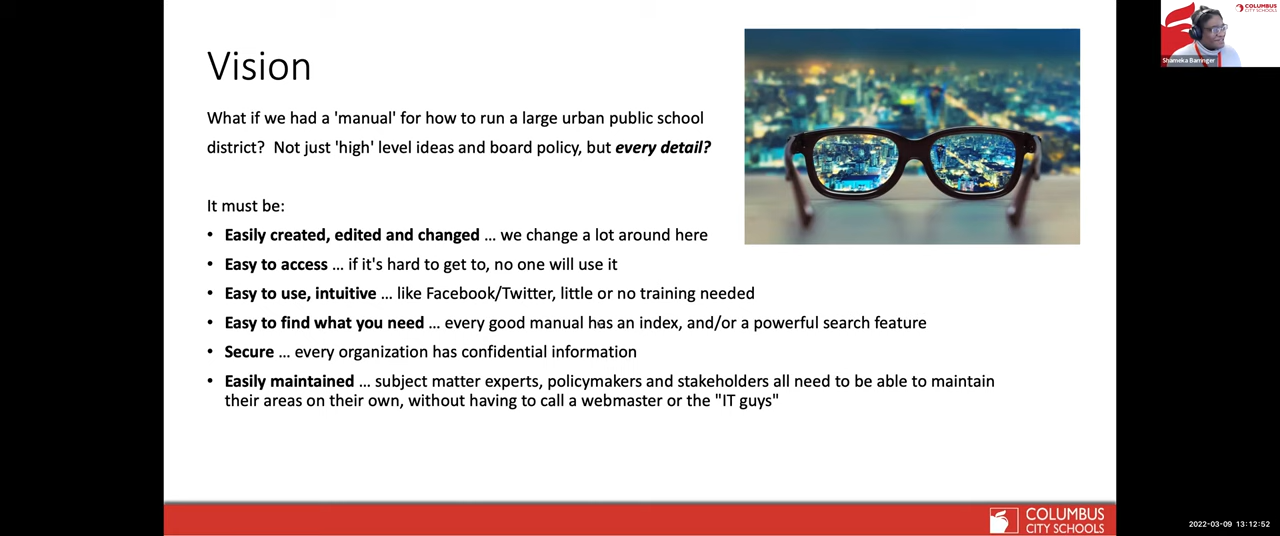 Vision
What if we had a 'manual' for how to run a large urban public school
district? Not just 'high' level ideas and board policy, but every detail?
It must be:
• Easily created, edited and changed … we change a lot around here
• Easy to access … if it's hard to get to, no one will use it
• Easy to use, intuitive … like Facebook/Twitter, little or no training needed
• Easy to find what you need … every good manual has an index, and/or a powerful search feature
• Secure … every organization has confidential information
• Easily maintained … subject matter experts, policymakers and stakeholders all need to be able to maintain
their areas on their own, without having to call a webmaster or the "IT guys"
COLUMBUS
CITY SCHOOLS
COLUMBUS
CITY SCHOOLS
Shameka Barringer
2022-03-09 13:12:52